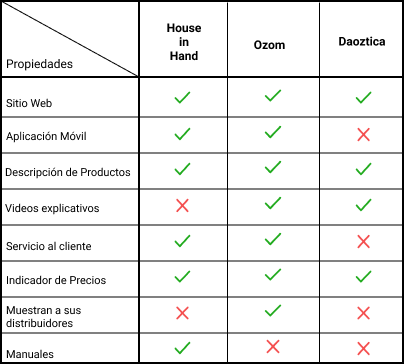 House
in
Hand
Ozom
Daoztica
Propiedades
Sitio Web
Aplicación Móvil
Descripción de Productos
Videos explicativos
Servicio al cliente
Indicador de Precios
Muestran a sus
distribuidores
Manuales